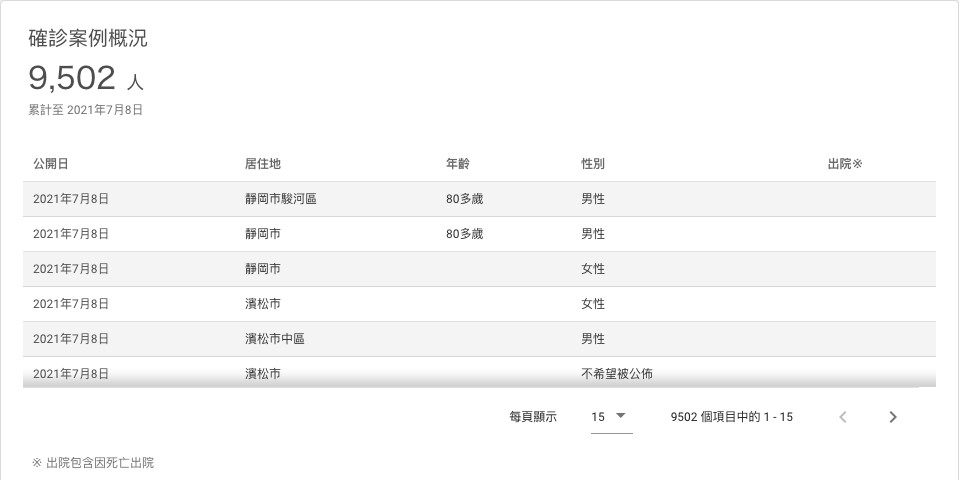 確診案例概況
9,502 人
累計至 2021年7月8日
公開日 居住地 年齡 性別 出院※
2021年7月8日 靜岡市駿河區 80多歲 男性
2021年7月8日 靜岡市 80多歲 男性
2021年7月8日 靜岡市 女性
2021年7月8日 濱松市 女性
2021年7月8日 濱松市中區 男性
2021年7月8日 濱松市 不希望被公佈
每頁顯示 15 9502 個項目中的 1 - 15
※ 出院包含因死亡出院